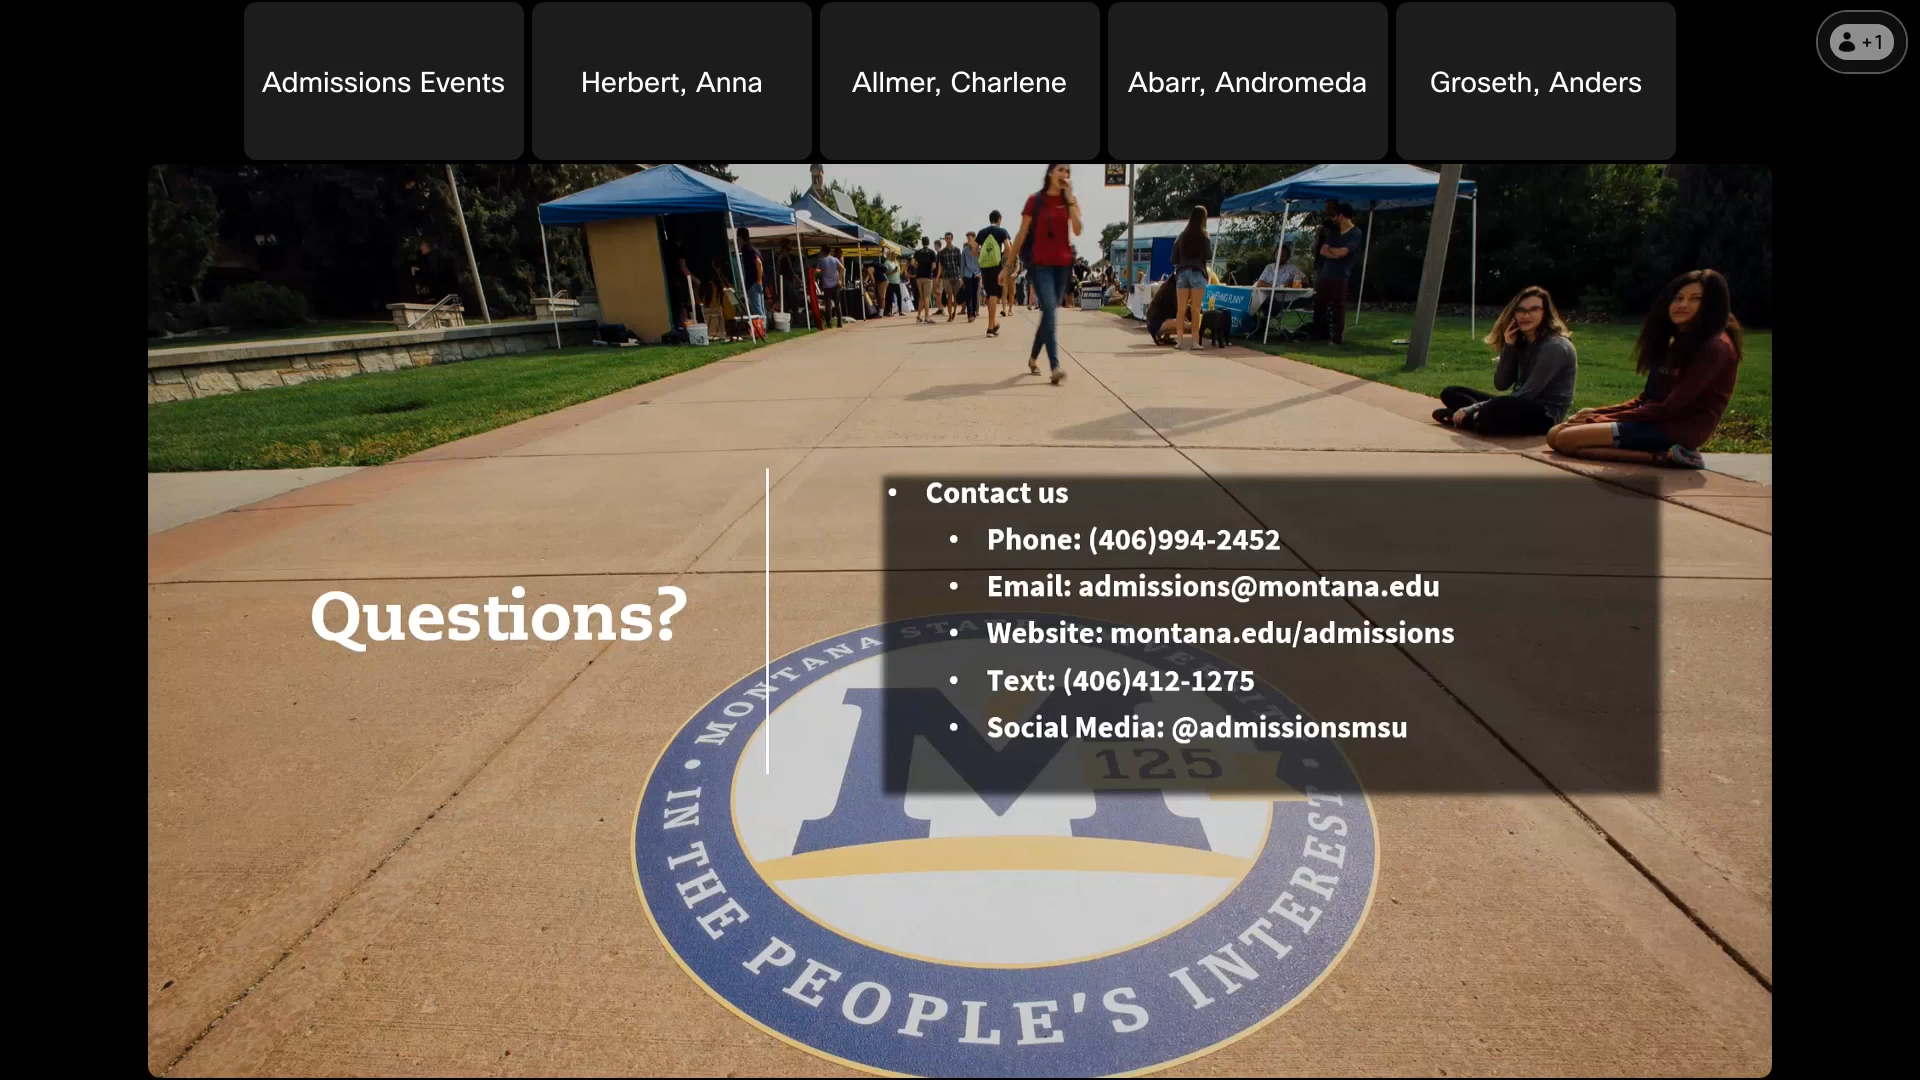 Admissions Events
Herbert, Anna
Allmer, Charlene
Abarr, Andromeda
Groseth, Anders
+1
Questions?
• Contact us
• Phone: (406)994-2452
• Email: admissions@montana.edu
• Website: montana.edu/admissions
• Text: (406)412-1275
• Social Media: @admissionsmsu
• MONTANA STATE UNIVERSITY •
M
125
IN THE PEOPLE'S INTEREST